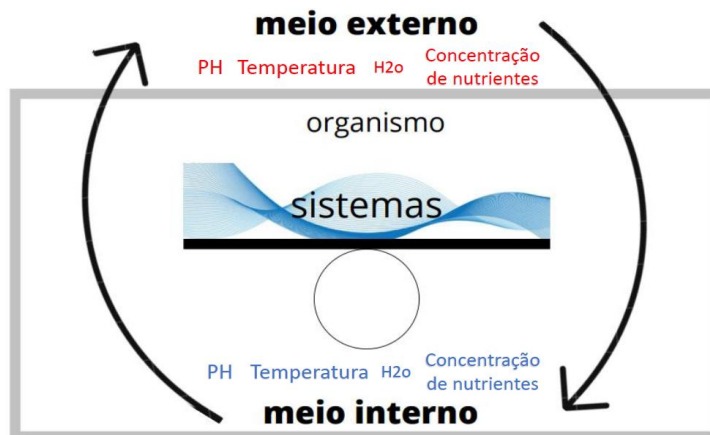 meio externo
PH Temperatura H2o Concentração
de nutrientes
organismo
sistemas
PH Temperatura H2o Concentração
de nutrientes
meio interno